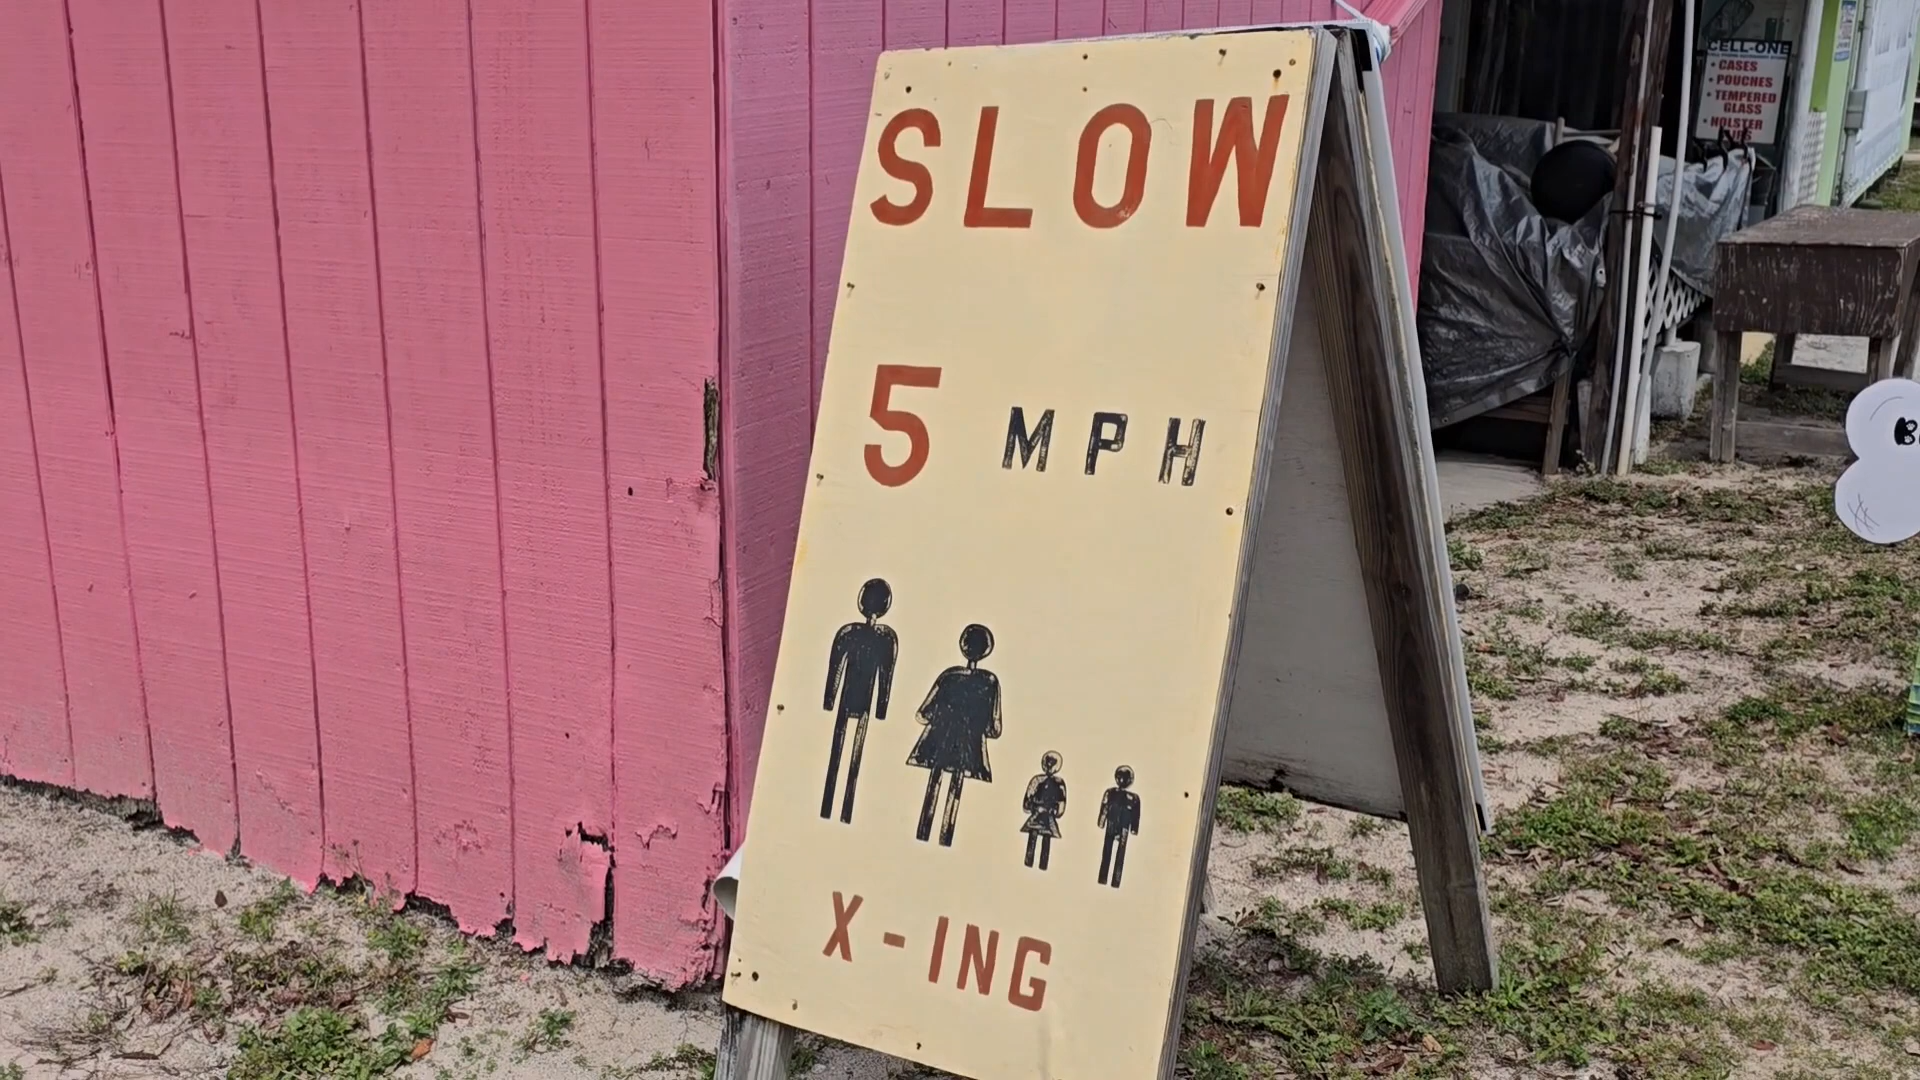 SLOW
5 MPH
X-ING
CELL-ONE
• CASES
• POUCHES
• TEMPERED
GLASS
• HOLSTER